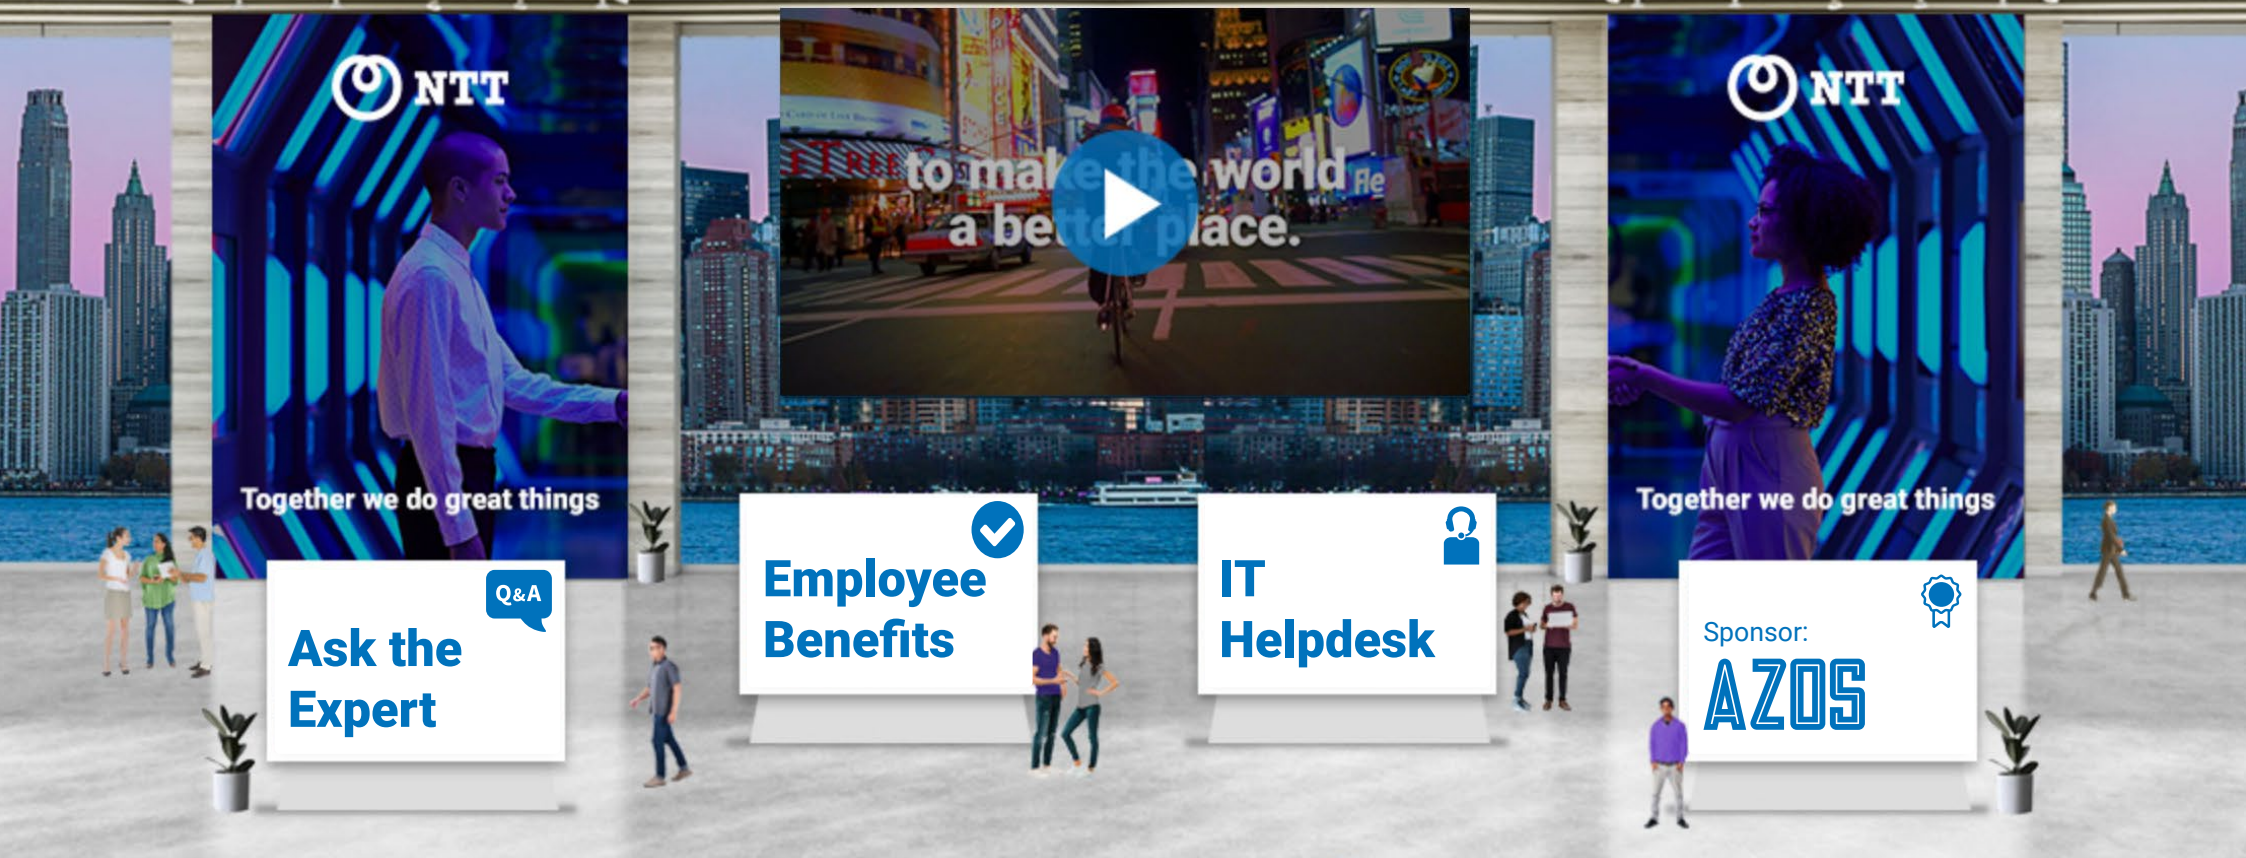 NTT
Together we do great things
to make the world
a better place.
NTT
Together we do great things
Q&A
Ask the
Expert
Employee
Benefits
IT
Helpdesk
Sponsor:
AZOS